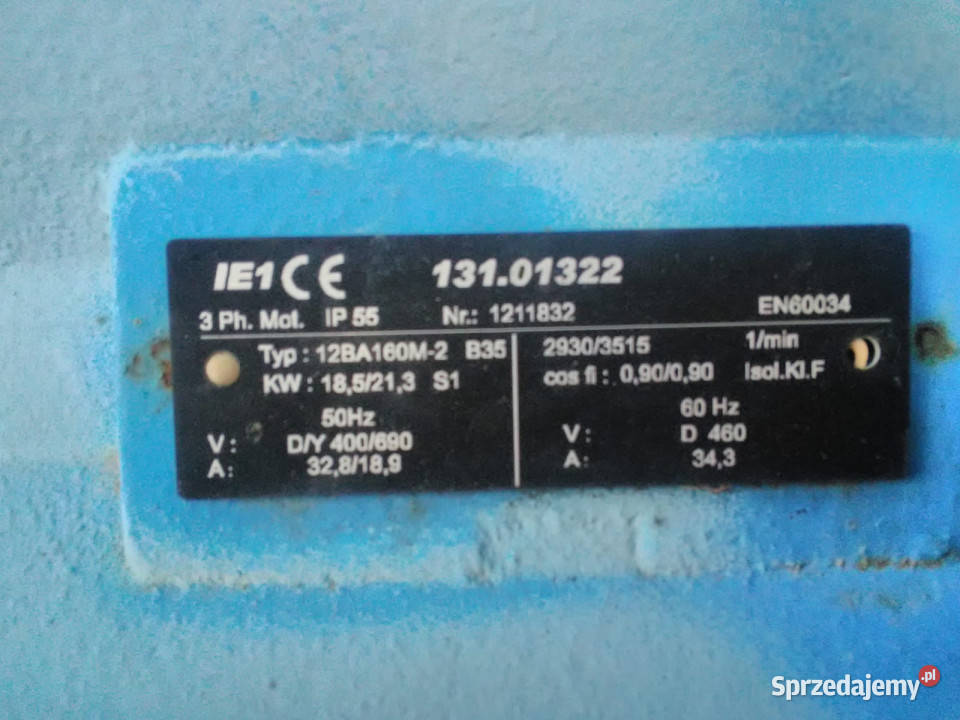 IE1 CE 131.01322
3 Ph. Mot. IP 55 Nr.: 1211832 EN60034
Typ : 12BA160M-2 B35 2930/3515 1/min
KW : 18,5/21,3 S1 cos fi : 0,90/0,90 Isol.Kl.F
50Hz 60 Hz
V : D/Y 400/690 V : D 460
A : 32,8/18,9 A : 34,3
Sprzedajemy.pl